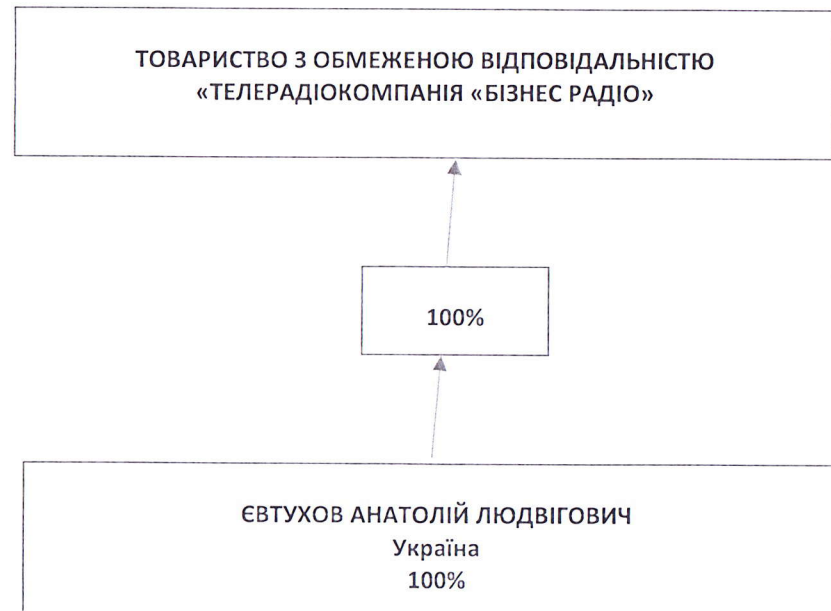 ТОВАРИСТВО З ОБМЕЖЕНОЮ ВІДПОВІДАЛЬНІСТЮ
«ТЕЛЕРАДІОКОМПАНІЯ «БІЗНЕС РАДІО»
100%
ЄВТУХОВ АНАТОЛІЙ ЛЮДВІГОВИЧ
Україна
100%